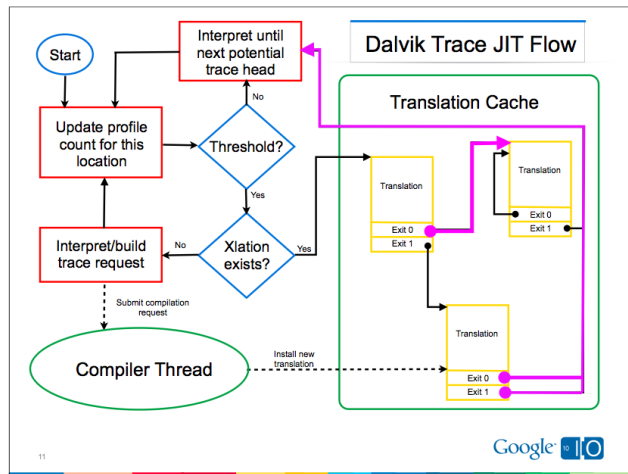 Dalvik Trace JIT Flow
Start
Interpret until
next potential
trace head
No
Update profile
count for this
location
Threshold?
Yes
Interpret/build
trace request
No
Xlation
exists?
Yes
Submit compilation
request
Compiler Thread
Install new
translation
Translation Cache
Translation
Exit 0
Exit 1
Translation
Exit 0
Exit 1
Translation
Exit 0
Exit 1
11
Google 10 IO